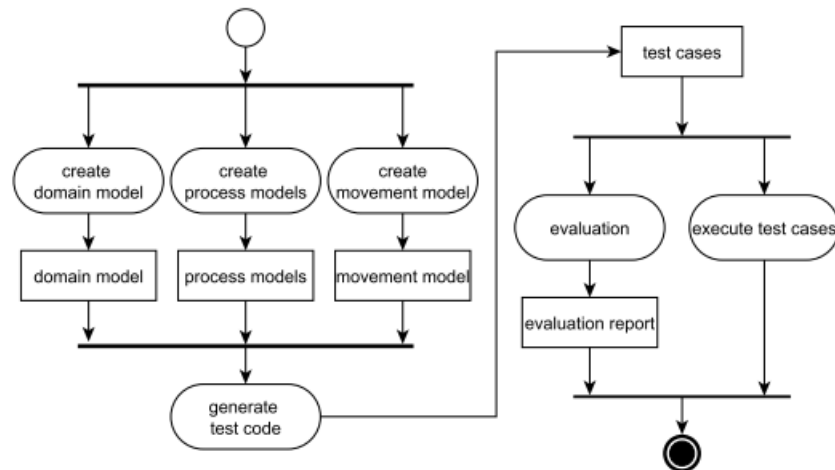 test cases
create
domain model
create
process models
create
movement model
evaluation
execute test cases
domain model
process models
movement model
evaluation report
generate
test code